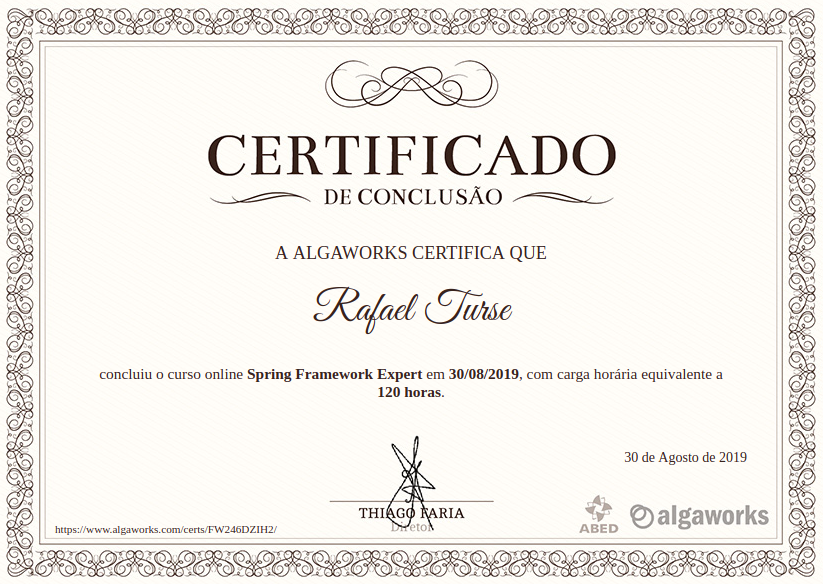 CERTIFICADO
DE CONCLUSÃO
A ALGAWORKS CERTIFICA QUE
Rafael Turse
concluiu o curso online Spring Framework Expert em 30/08/2019, com carga horária equivalente a
120 horas.
30 de Agosto de 2019
THIAGO FARIA
Diretor
https://www.algaworks.com/certs/FW246DZIH2/
ABED
algaworks